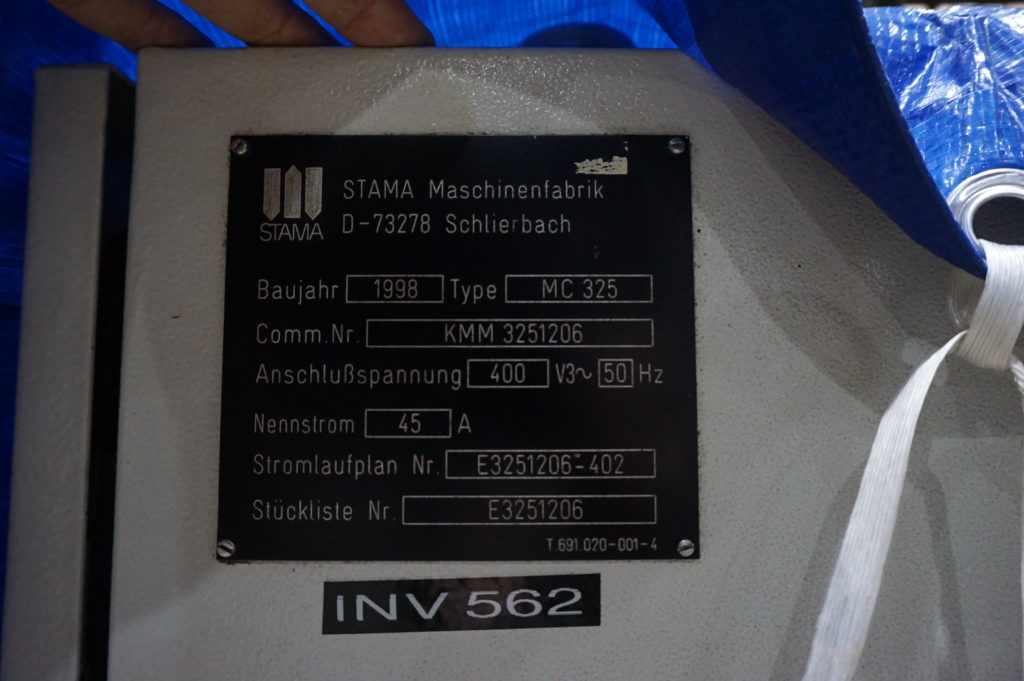 STAMA
STAMA Maschinenfabrik
D-73278 Schlierbach
Baujahr 1998 Type MC 325
Comm.Nr. KMM 3251206
Anschlußspannung 400 V3~ 50 Hz
Nennstrom 45 A
Stromlaufplan Nr. E3251206-402
Stückliste Nr. E3251206
T.691.020-001-4
INV 562